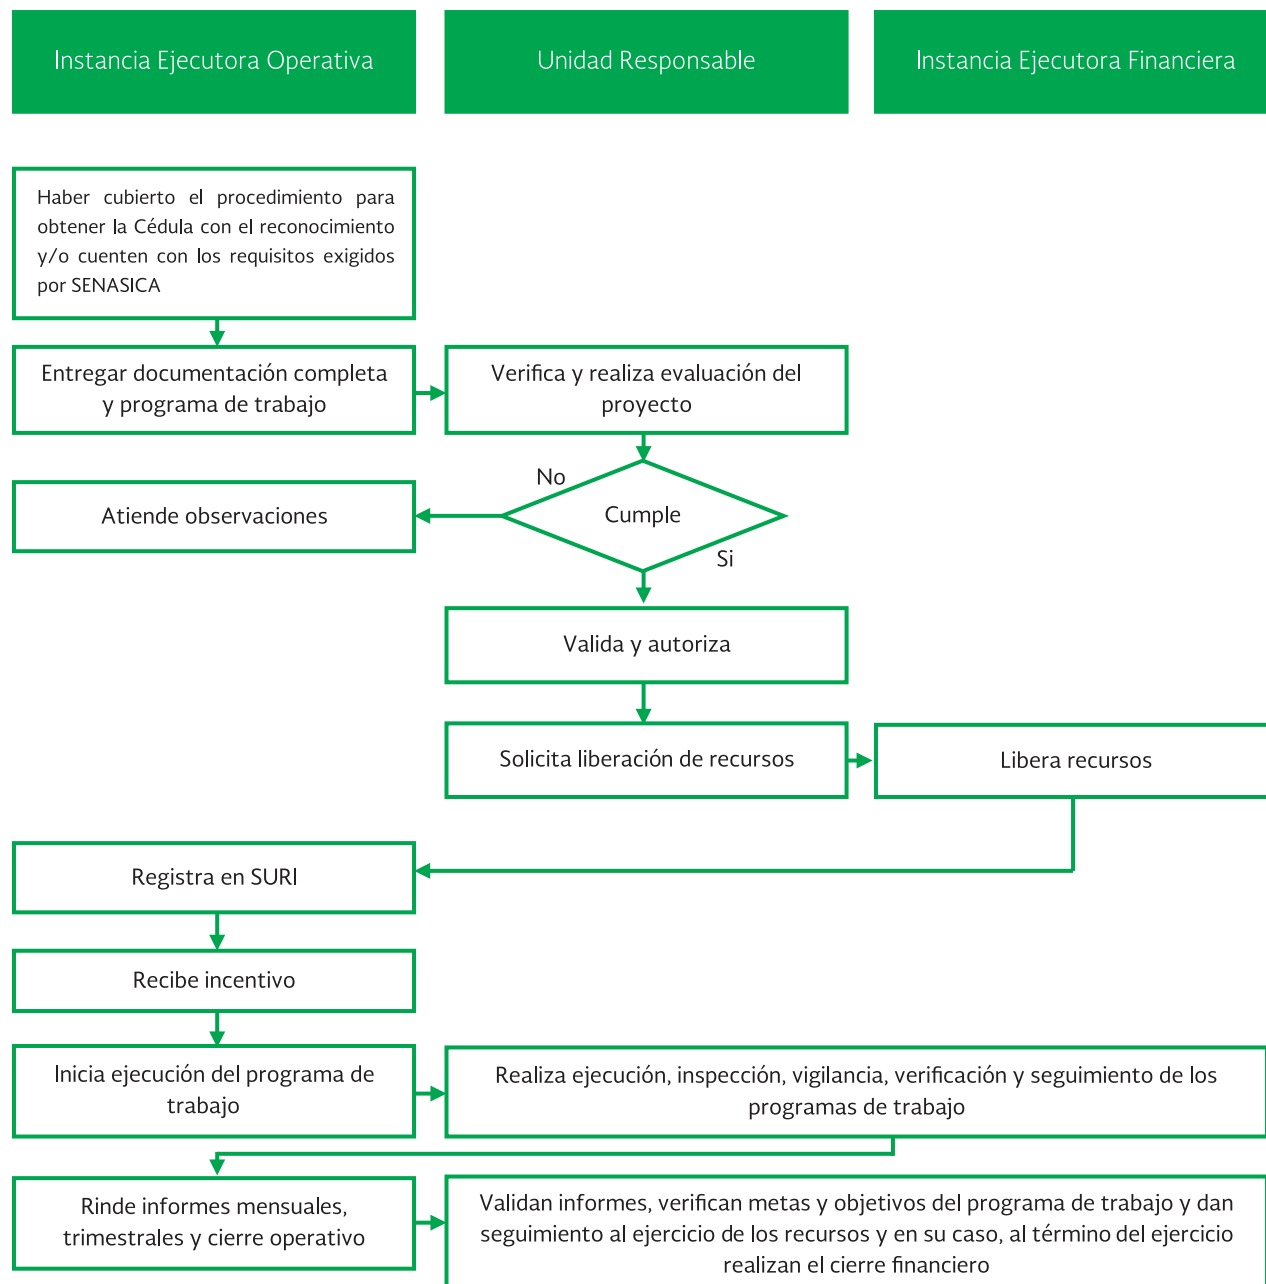 Instancia Ejecutora Operativa
Unidad Responsable
Instancia Ejecutora Financiera
Haber cubierto el procedimiento para
obtener la Cédula con el reconocimiento
y/o cuenten con los requisitos exigidos
por SENASICA
Entregar documentación completa
y programa de trabajo
Verifica y realiza evaluación del
proyecto
No
Atiende observaciones
Cumple
Si
Valida y autoriza
Solicita liberación de recursos
Libera recursos
Registra en SURI
Recibe incentivo
Inicia ejecución del programa de
trabajo
Realiza ejecución, inspección, vigilancia, verificación y seguimiento de los
programas de trabajo
Rinde informes mensuales,
trimestrales y cierre operativo
Validan informes, verifican metas y objetivos del programa de trabajo y dan
seguimiento al ejercicio de los recursos y en su caso, al término del ejercicio
realizan el cierre financiero